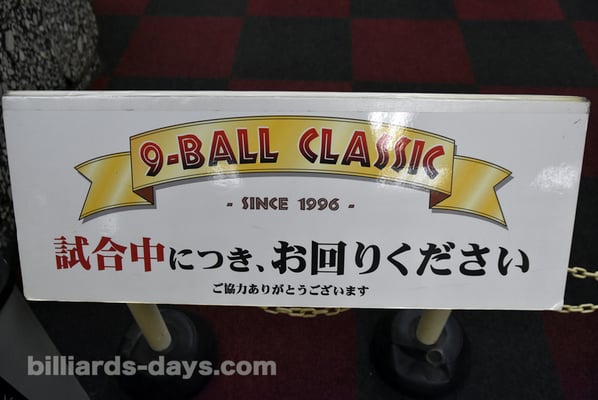 9-BALL CLASSIC
- SINCE 1996 -
試合中につき、お回りください
ご協力ありがとうございます
billiards-days.com